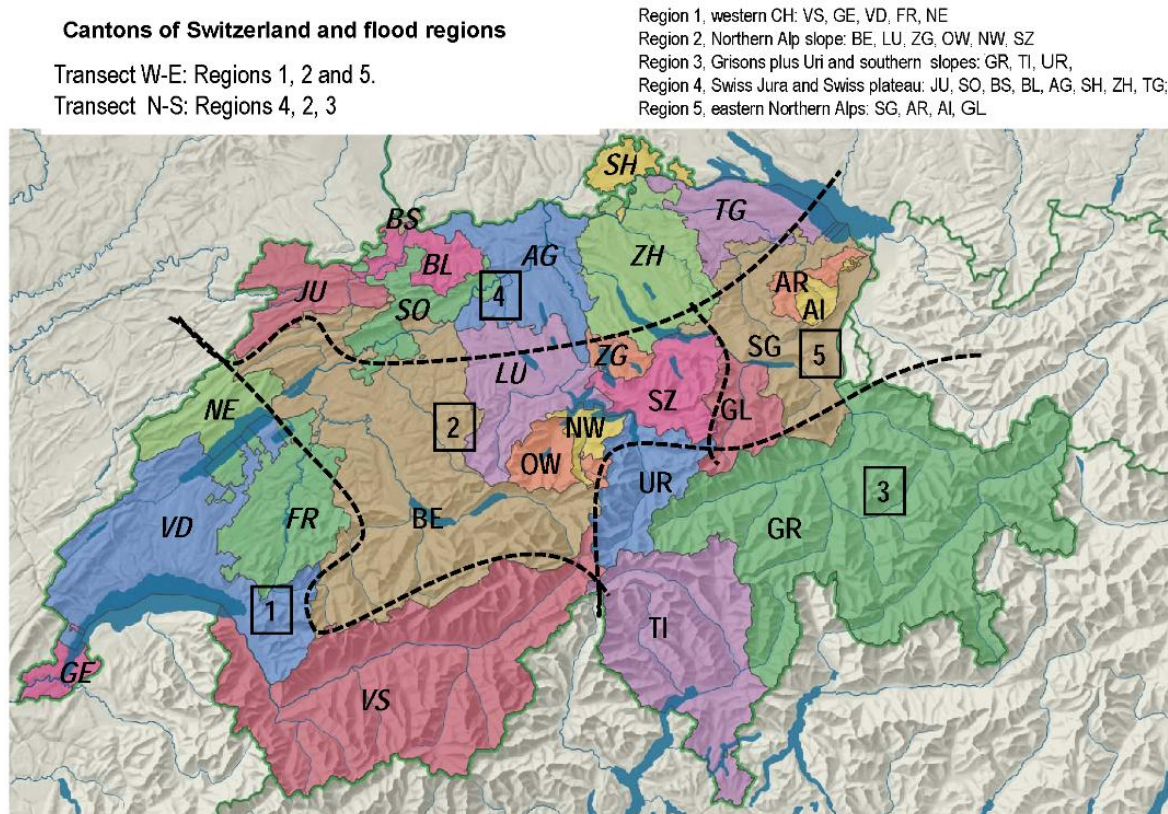 Cantons of Switzerland and flood regions
Transect W-E: Regions 1, 2 and 5.
Transect N-S: Regions 4, 2, 3
Region 1, western CH: VS, GE, VD, FR, NE
Region 2, Northern Alp slope: BE, LU, ZG, OW, NW, SZ
Region 3, Grisons plus Uri and southern slopes: GR, TI, UR,
Region 4, Swiss Jura and Swiss plateau: JU, SO, BS, BL, AG, SH, ZH, TG;
Region 5, eastern Northern Alps: SG, AR, AI, GL
SH
BS
TG
BL
AG
ZH
JU
AR
SO
4
AI
ZG
SG
5
LU
NE
SZ
GL
2
NW
OW
UR
3
VD
FR
BE
GR
1
TI
GE
VS